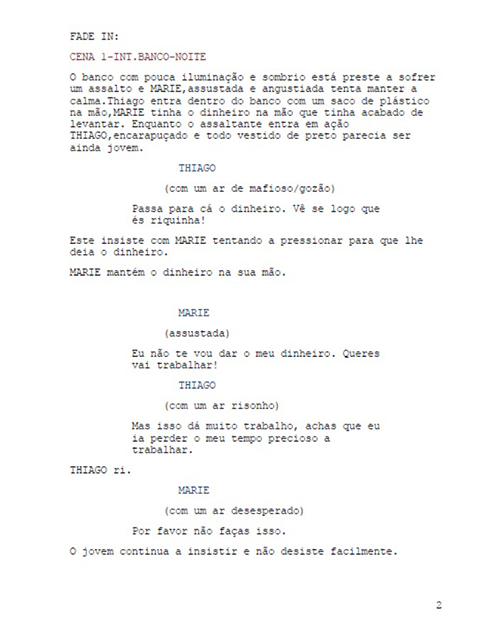 FADE IN:
CENA 1-INT.BANCO-NOITE
O banco com pouca iluminação e sombrio está preste a sofrer
um assalto e MARIE,assustada e angustiada tenta manter a
calma.Thiago entra dentro do banco com um saco de plástico
na mão,MARIE tinha o dinheiro na mão que tinha acabado de
levantar. Enquanto o assaltante entra em ação
THIAGO,encarapuçado e todo vestido de preto parecia ser
ainda jovem.
THIAGO
(com um ar de mafioso/gozão)
Passa para cá o dinheiro. Vê se logo que
és riquinha!
Este insiste com MARIE tentando a pressionar para que lhe
deia o dinheiro.
MARIE mantém o dinheiro na sua mão.
MARIE
(assustada)
Eu não te vou dar o meu dinheiro. Queres
vai trabalhar!
THIAGO
(com um ar risonho)
Mas isso dá muito trabalho, achas que eu
ia perder o meu tempo precioso a
trabalhar.
THIAGO ri.
MARIE
(com um ar desesperado)
Por favor não faças isso.
O jovem continua a insistir e não desiste facilmente.
2